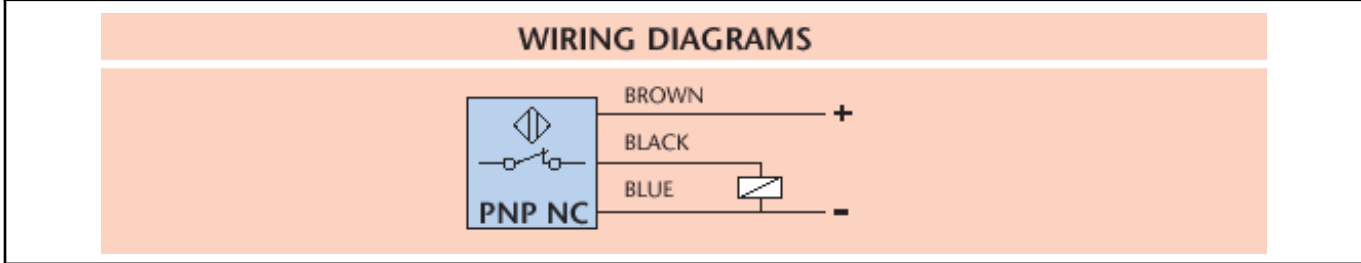 WIRING DIAGRAMS
BROWN
+
BLACK
BLUE
PNP NC
-